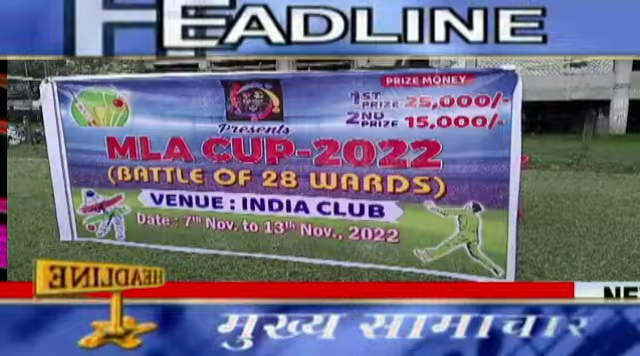 HEADLINE
PRIZE MONEY
1ST PRIZE 25,000/-
2ND PRIZE 15,000/-
Presents
MLA CUP-2022
(BATTLE OF 28 WARDS)
VENUE : INDIA CLUB
Date : 7th Nov. to 13th Nov., 2022
HEADLINE
NE
मुख्य सामाचार